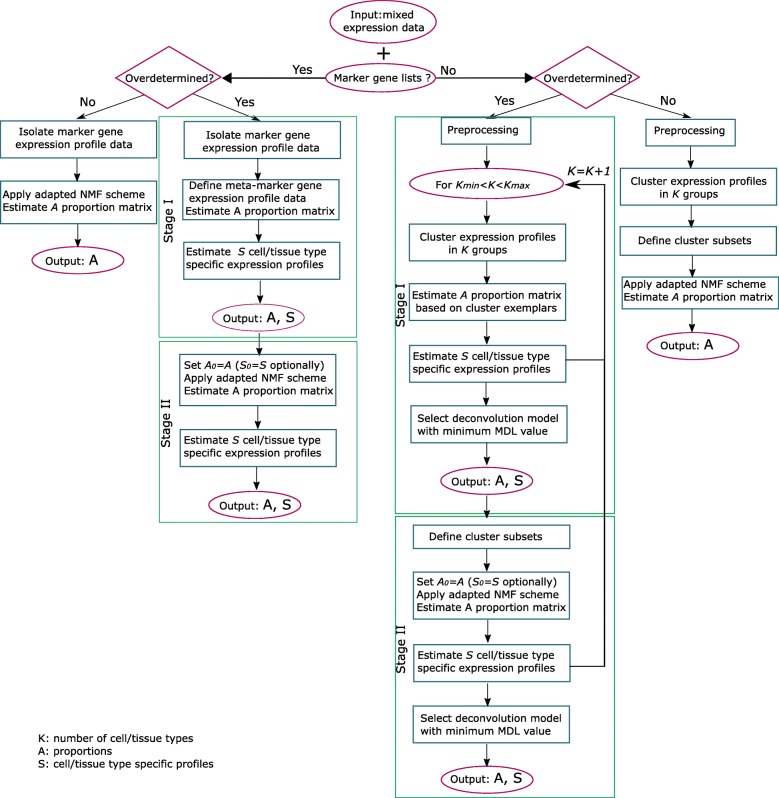 Input:mixed
expression data
+
Marker gene lists ?
Yes
No
Overdetermined?
No
Yes
Isolate marker gene
expression profile data
Apply adapted NMF scheme
Estimate A proportion matrix
Output: A
Stage I
Isolate marker gene
expression profile data
Define meta-marker gene
expression profile data
Estimate A proportion matrix
Estimate S cell/tissue type
specific expression profiles
Output: A, S
Stage II
Set A0=A (S0=S optionally)
Apply adapted NMF scheme
Estimate A proportion matrix
Estimate S cell/tissue type
specific expression profiles
Output: A, S
Overdetermined?
Yes
No
Stage I
Preprocessing
K=K+1
For Kmin<K<Kmax
Cluster expression profiles
in K groups
Estimate A proportion matrix
based on cluster exemplars
Estimate S cell/tissue type
specific expression profiles
Select deconvolution model
with minimum MDL value
Output: A, S
Stage II
Define cluster subsets
Set A0=A (S0=S optionally)
Apply adapted NMF scheme
Estimate A proportion matrix
Estimate S cell/tissue type
specific expression profiles
Select deconvolution model
with minimum MDL value
Output: A, S
Preprocessing
Cluster expression profiles
in K groups
Define cluster subsets
Apply adapted NMF scheme
Estimate A proportion matrix
Output: A
K: number of cell/tissue types
A: proportions
S: cell/tissue type specific profiles